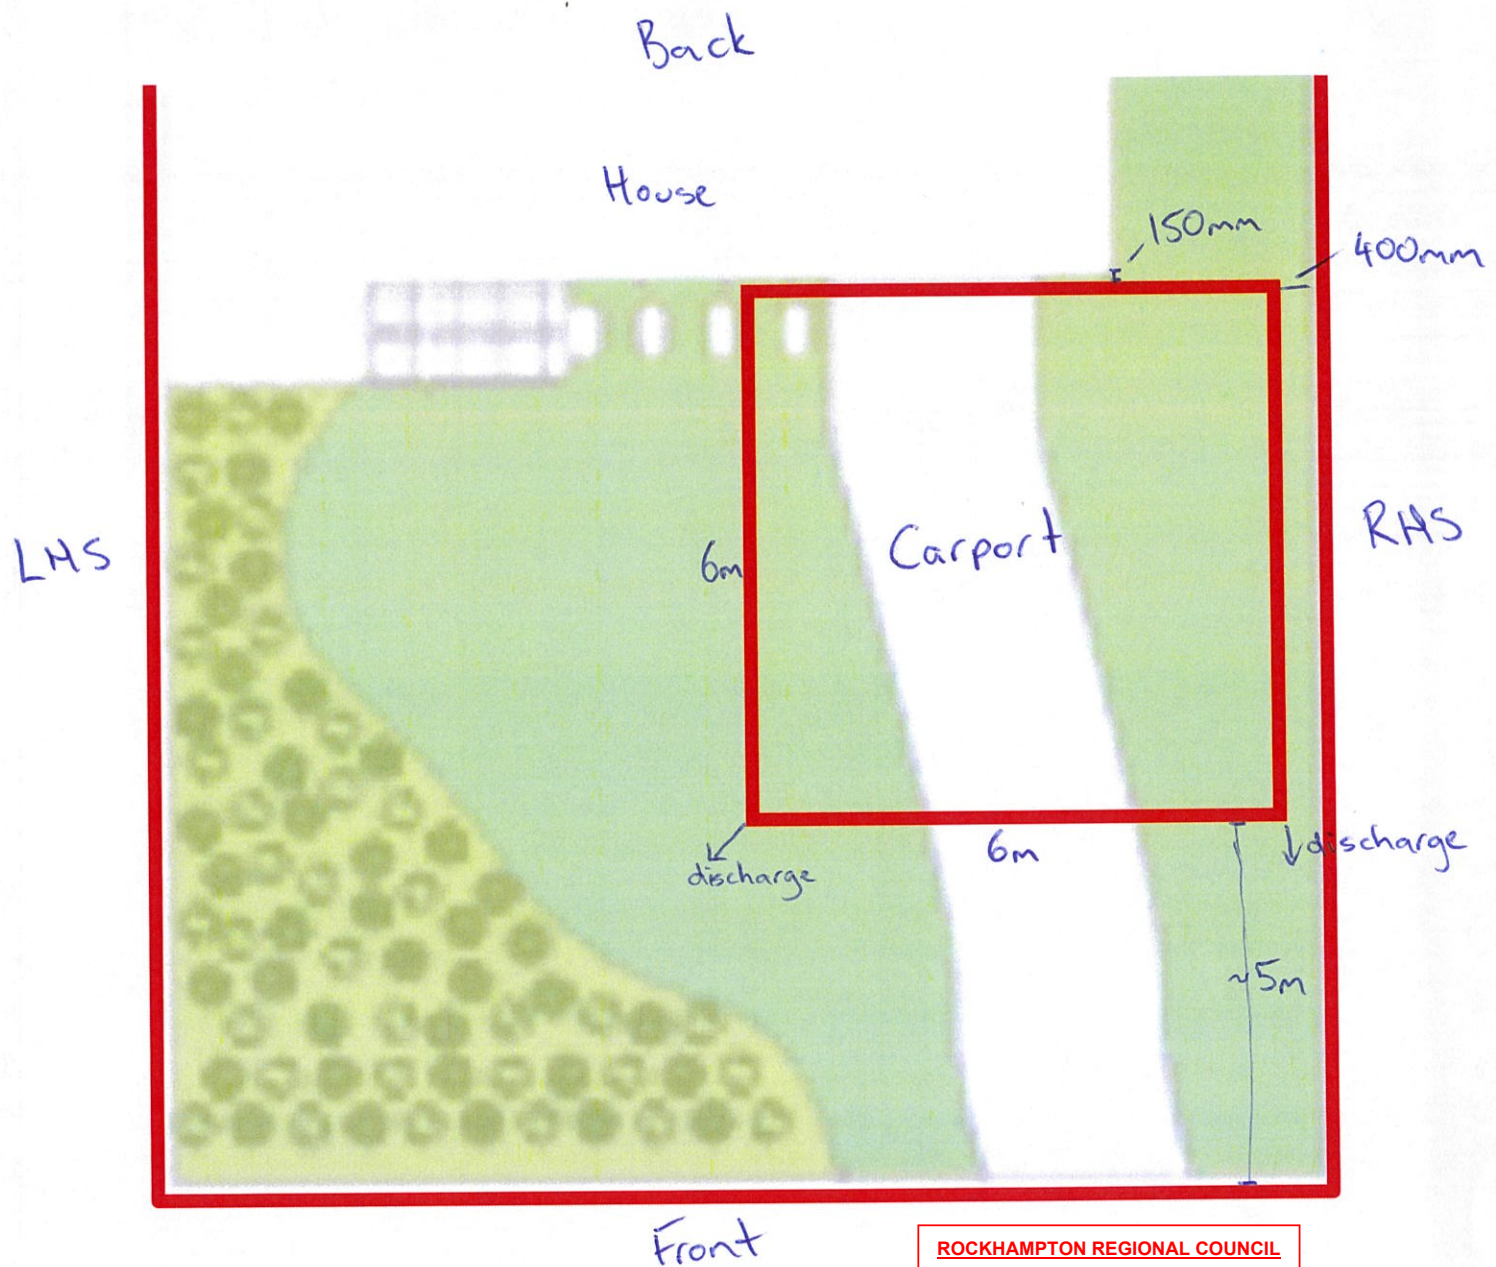 Back
House
150mm
400mm
LHS
RHS
Carport
6m
6m
discharge
discharge
~5m
Front
ROCKHAMPTON REGIONAL COUNCIL